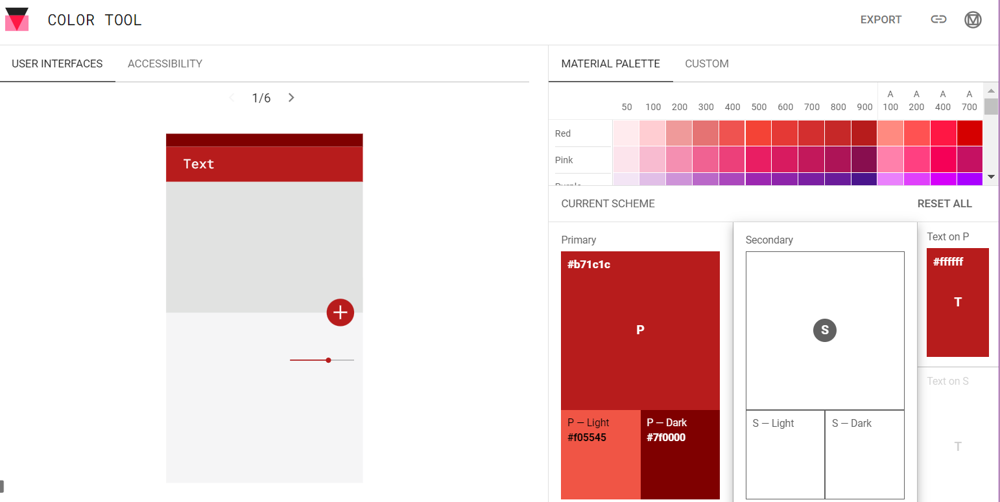 COLOR TOOL
EXPORT
USER INTERFACES ACCESSIBILITY
1/6
Text
MATERIAL PALETTE CUSTOM
50 100 200 300 400 500 600 700 800 900 A 100 A 200 A 400 A 700
Red
Pink
Purple
CURRENT SCHEME RESET ALL
Primary
#b71c1c
P
P — Light
#f05545
P — Dark
#7f0000
Secondary
S
S — Light
S — Dark
Text on P
#ffffff
T
Text on S
T